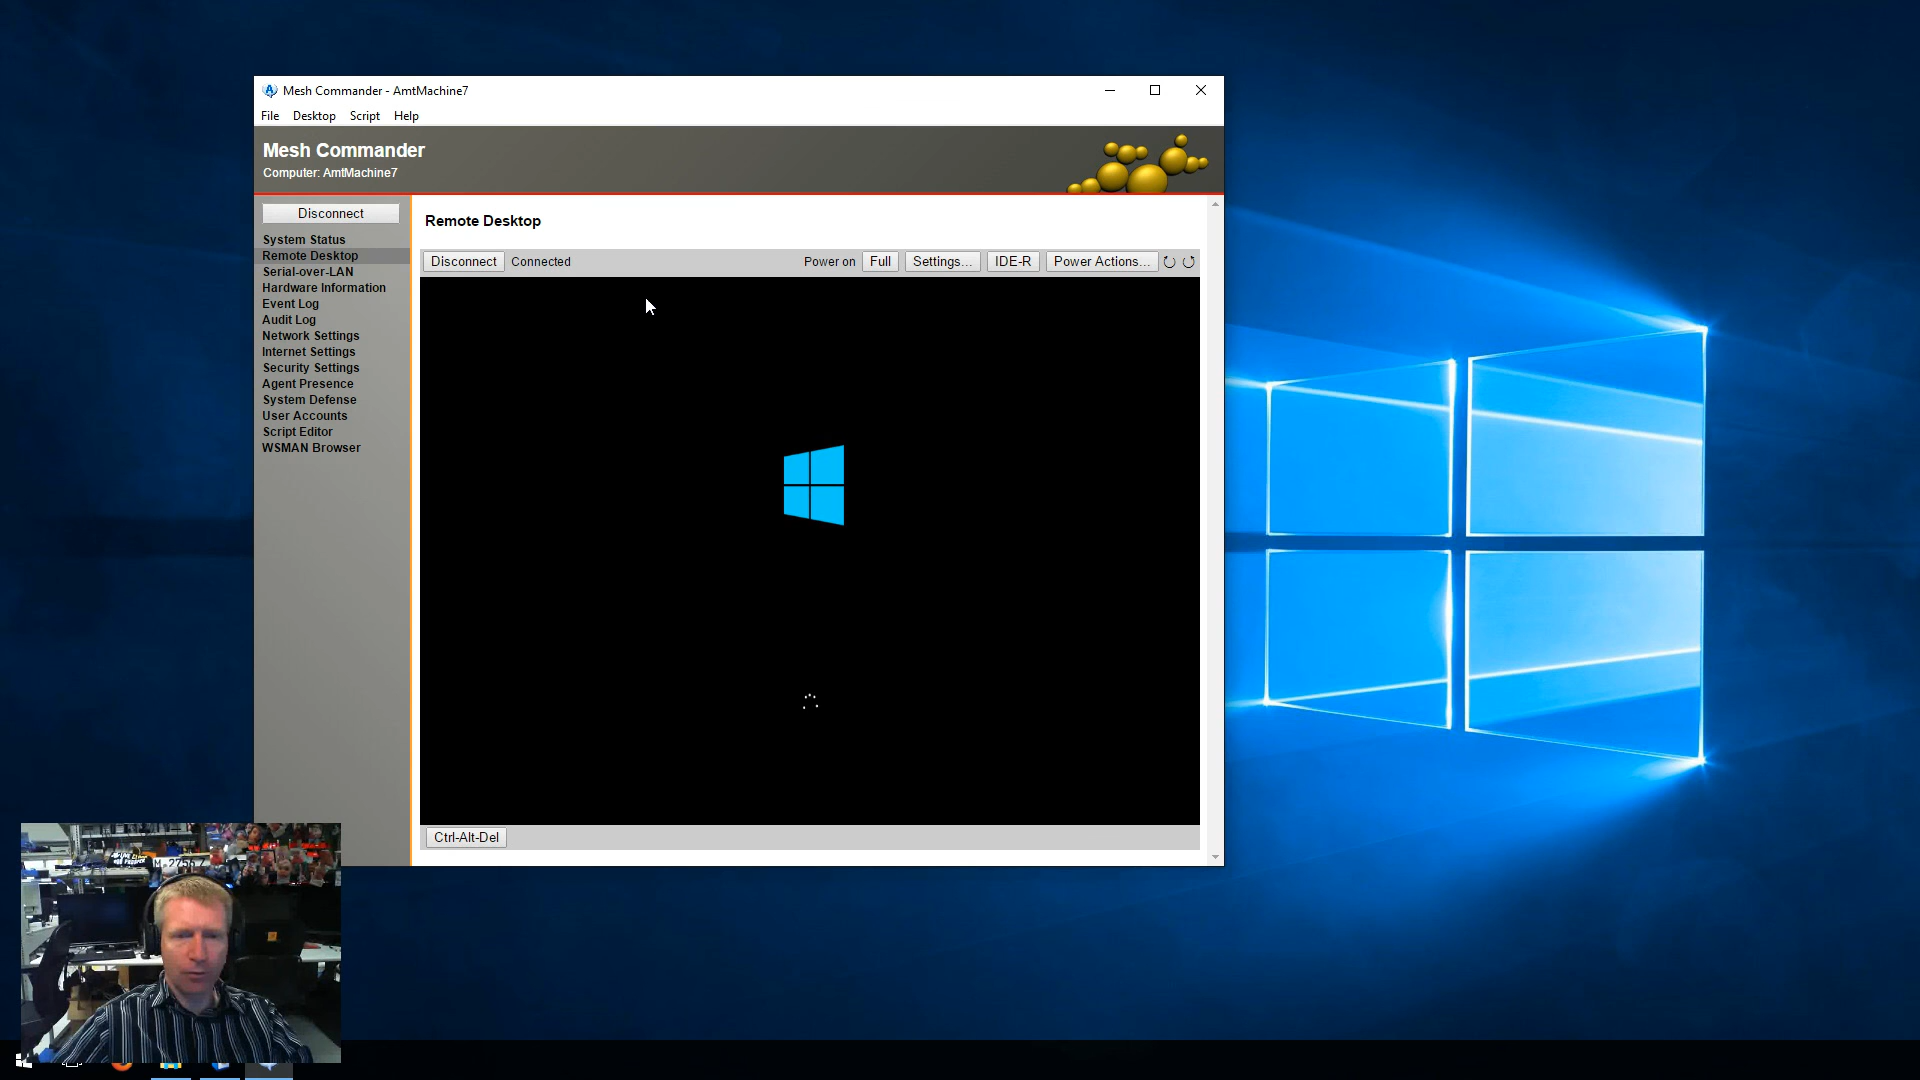 Mesh Commander - AmtMachine7
File Desktop Script Help
Mesh Commander
Computer: AmtMachine7
Disconnect
System Status
Remote Desktop
Serial-over-LAN
Hardware Information
Event Log
Audit Log
Network Settings
Internet Settings
Security Settings
Agent Presence
System Defense
User Accounts
Script Editor
WSMAN Browser
Remote Desktop
Disconnect Connected Power on Full Settings... IDE-R Power Actions...
Ctrl-Alt-Del